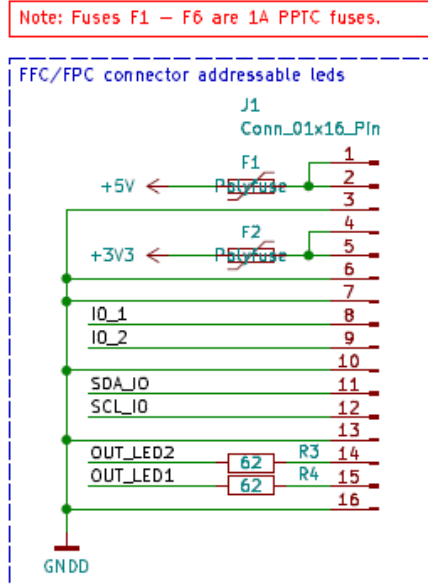 Note: Fuses F1 – F6 are 1A PPTC fuses.
FFC/FPC connector addressable leds
J1
Conn_01x16_Pin
F1
1
+5V
Polyfuse
2
3
F2
4
+3V3
Polyfuse
5
6
7
IO_1
8
IO_2
9
10
SDA_IO
11
SCL_IO
12
13
OUT_LED2
62
R3
14
OUT_LED1
62
R4
15
16
GNDD